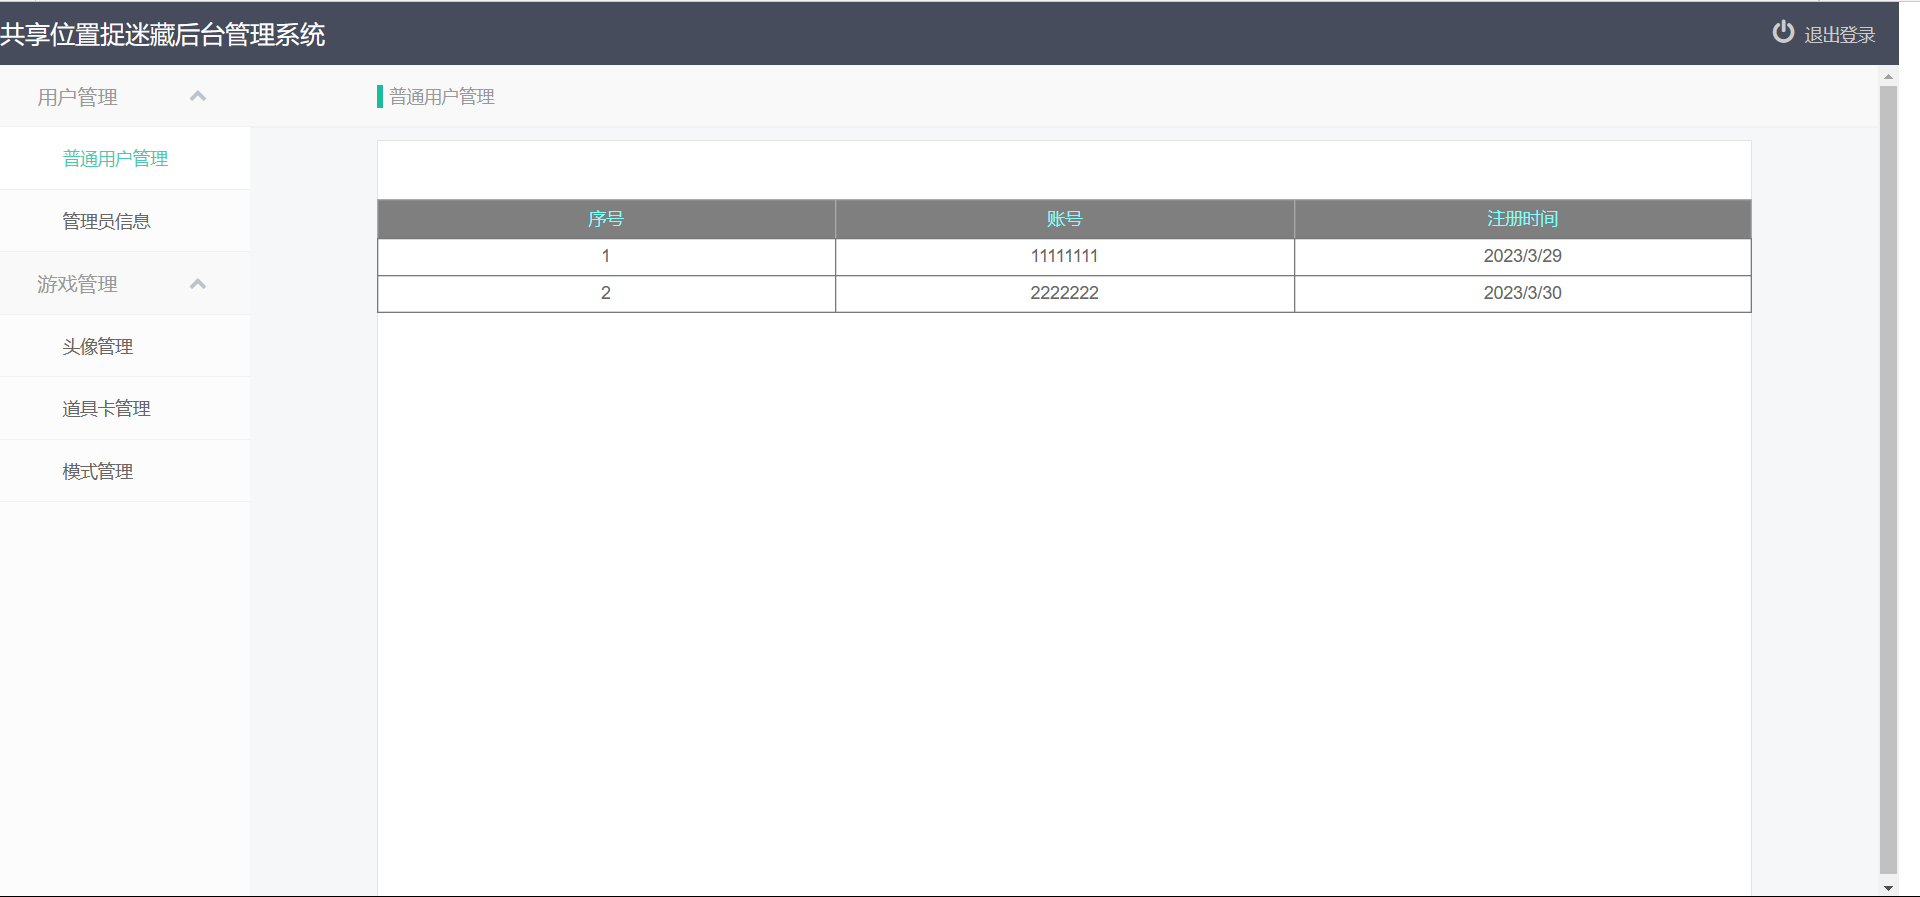 共享位置捉迷藏后台管理系统
退出登录
用户管理
普通用户管理
管理员信息
游戏管理
头像管理
道具卡管理
模式管理
普通用户管理
序号 账号 注册时间
1 11111111 2023/3/29
2 2222222 2023/3/30